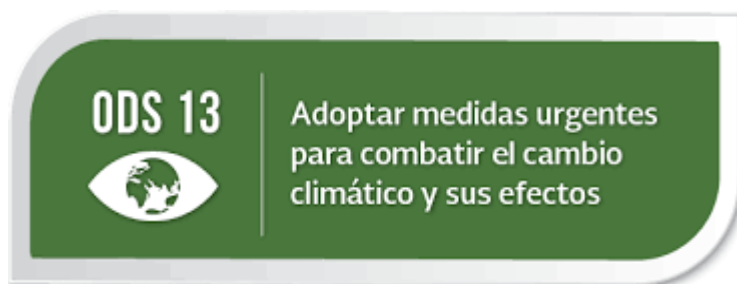 ODS 13
Adoptar medidas urgentes
para combatir el cambio
climático y sus efectos